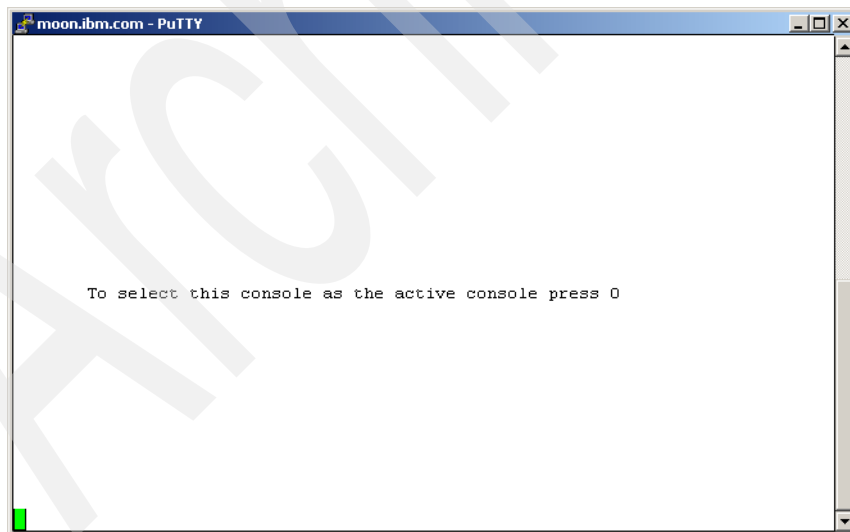 moon.ibm.com - PuTTY
To select this console as the active console press 0